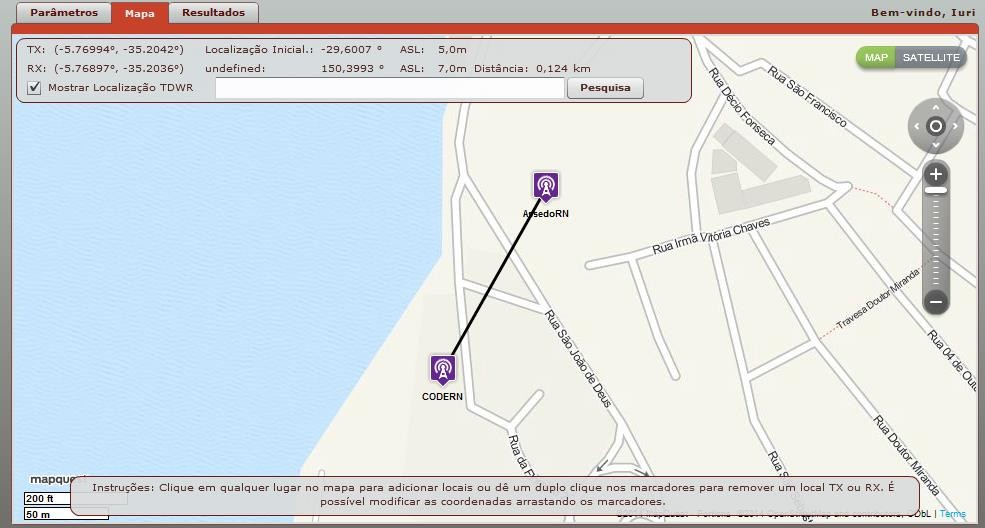 Parâmetros Mapa Resultados Bem-vindo, Iuri
TX: (-5.76994°, -35.2042°) Localização Inicial.: -29,6007 ° ASL: 5,0m
RX: (-5.76897°, -35.2036°) undefined: 150,3993 ° ASL: 7,0m Distância: 0,124 km
Mostrar Localização TDWR Pesquisa
MAP SATELLITE
Rua São Francisco
Rua Décio Fonseca
AssedoRN
Rua Irmã Vitória Chaves
Travesa Doutor Miranda
Rua São João de Deus
Rua 04 de Outu
CODERN
Rua Doutor Miranda
Rua da
mapquest
Instruções: Clique em qualquer lugar no mapa para adicionar locais ou dê um duplo clique nos marcadores para remover um local TX ou RX. É
possível modificar as coordenadas arrastando os marcadores.
200 ft
50 m
ODbL | Terms